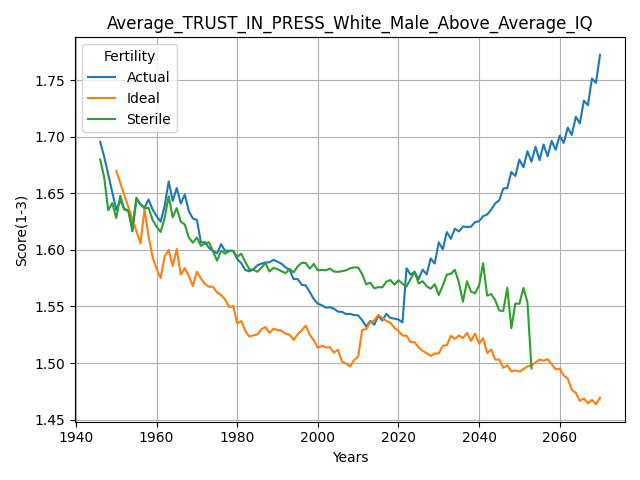 Average_TRUST_IN_PRESS_White_Male_Above_Average_IQ
Fertility
Actual
Ideal
Sterile
Score(1-3)
1.75
1.70
1.65
1.60
1.55
1.50
1.45
1940 1960 1980 2000 2020 2040 2060
Years